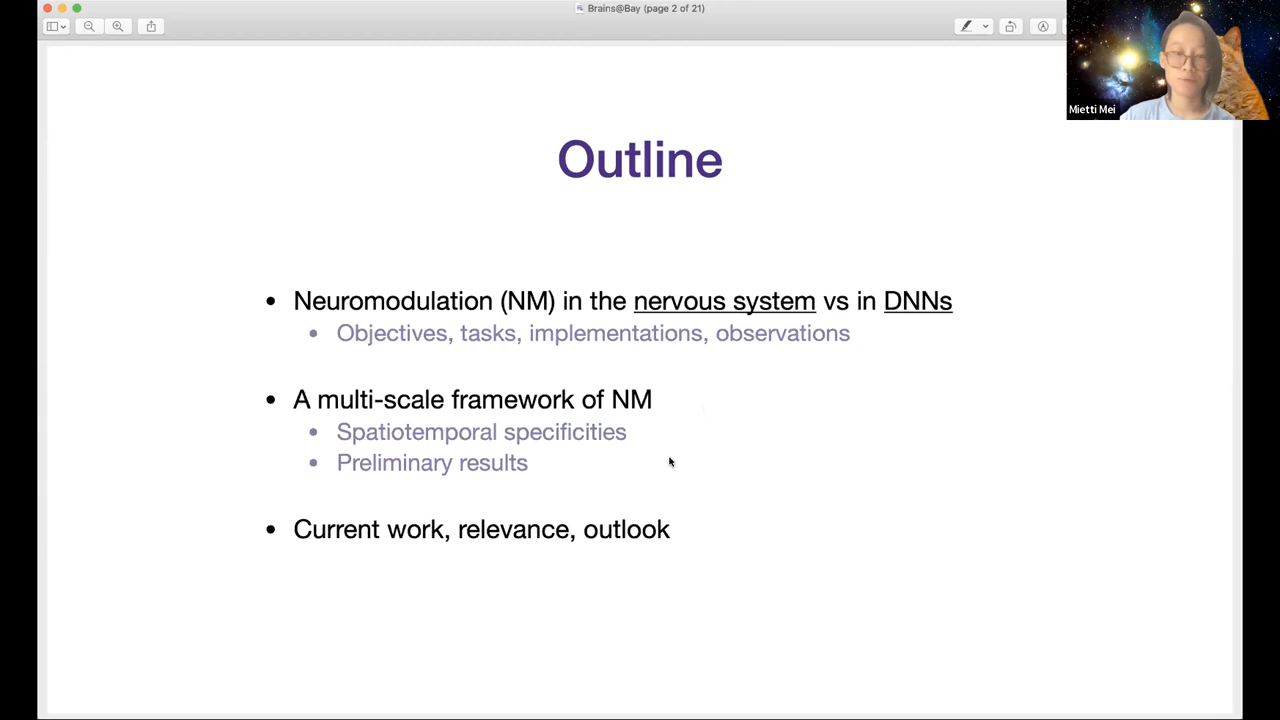 Brains@Bay (page 2 of 21)
Mietti Mei
Outline
• Neuromodulation (NM) in the nervous system vs in DNNs
• Objectives, tasks, implementations, observations
• A multi-scale framework of NM
• Spatiotemporal specificities
• Preliminary results
• Current work, relevance, outlook